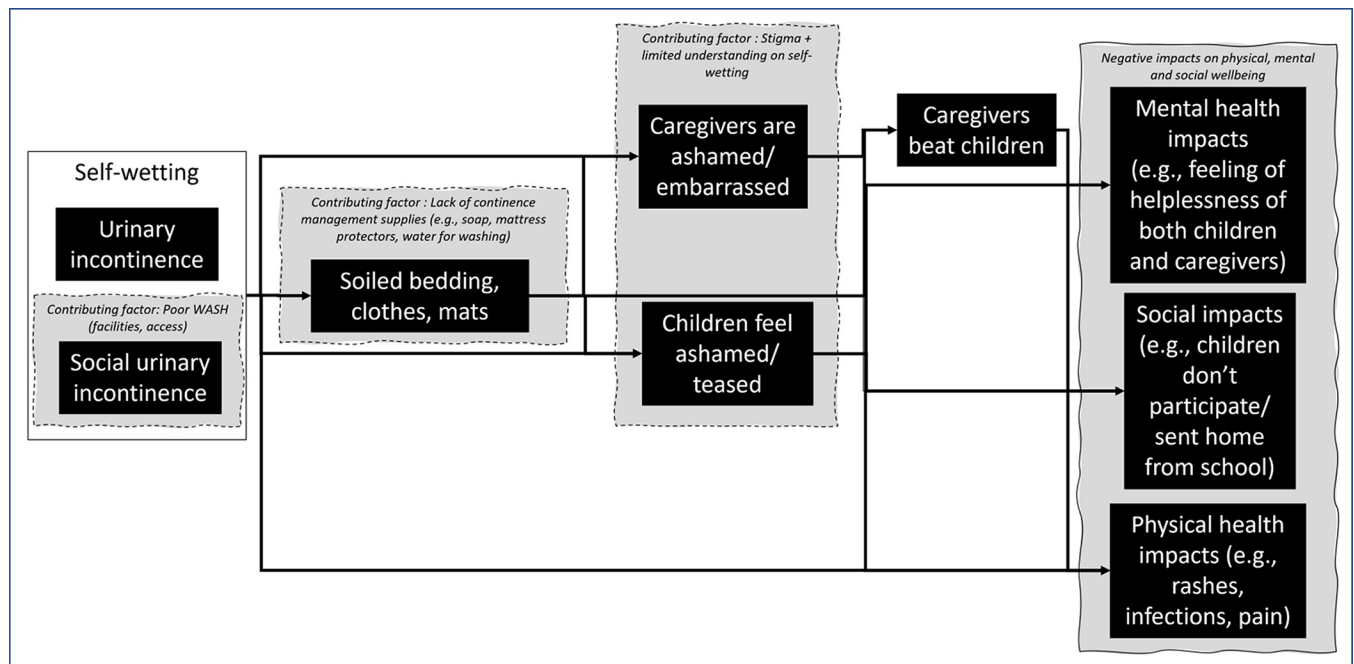 Self-wetting
Urinary
incontinence
Contributing factor: Poor WASH
(facilities, access)
Social urinary
incontinence
Contributing factor : Lack of continence
management supplies (e.g., soap, mattress
protectors, water for washing)
Soiled bedding,
clothes, mats
Contributing factor : Stigma +
limited understanding on self-
wetting
Caregivers are
ashamed/
embarrassed
Children feel
ashamed/
teased
Caregivers
beat children
Negative impacts on physical, mental
and social wellbeing
Mental health
impacts
(e.g., feeling of
helplessness of
both children
and caregivers)
Social impacts
(e.g., children
don’t
participate/
sent home
from school)
Physical health
impacts (e.g.,
rashes,
infections, pain)